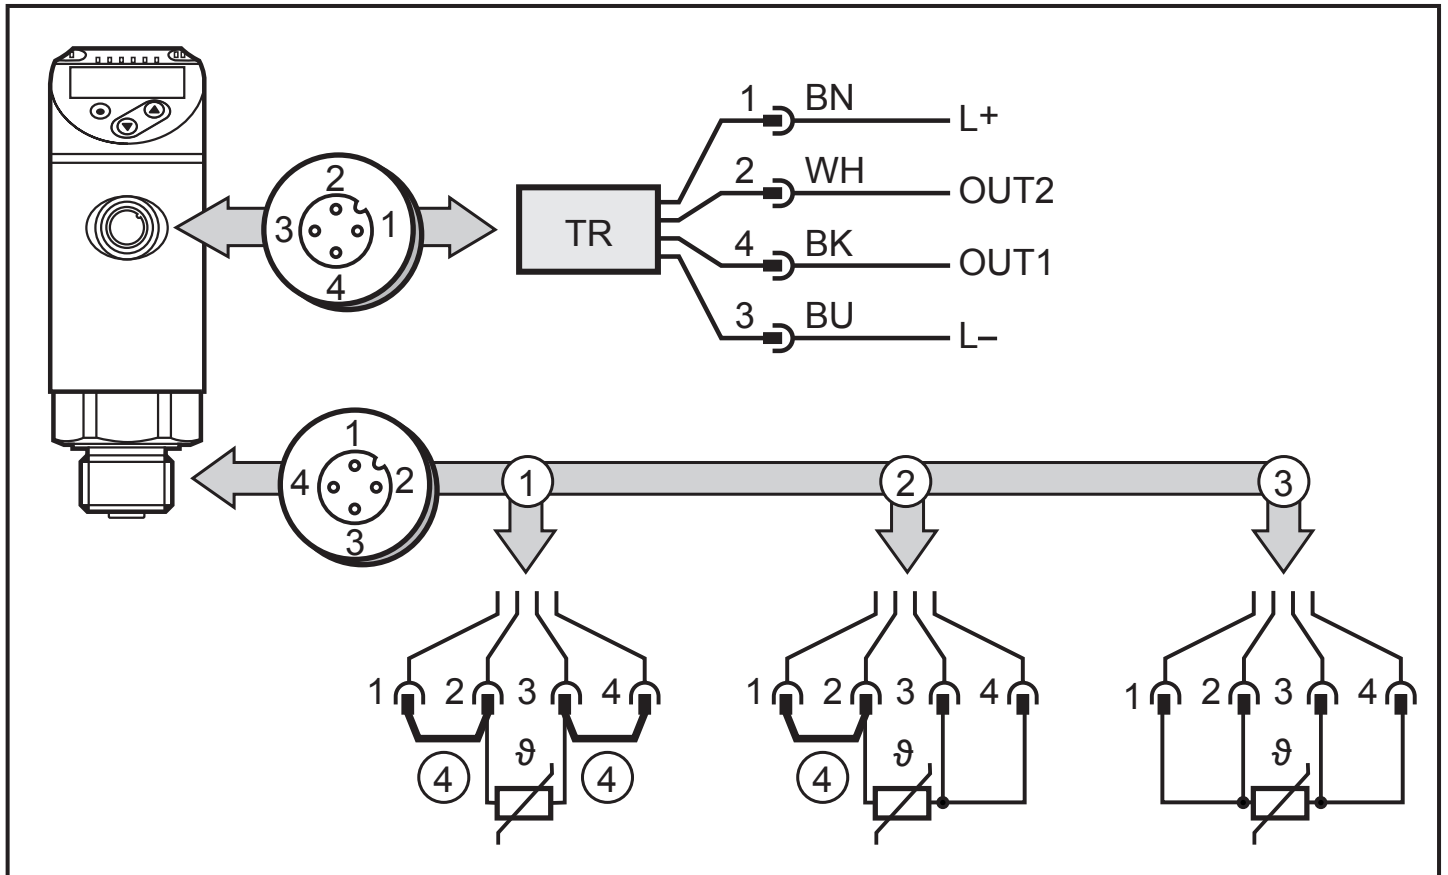 1 BN L+
2
2 WH OUT2
3 1 TR
4 BK OUT1
4
3 BU L–
1
4 2 1 2 3
3
1 2 3 4 1 2 3 4 1 2 3 4
ϑ ϑ ϑ
4 4 4